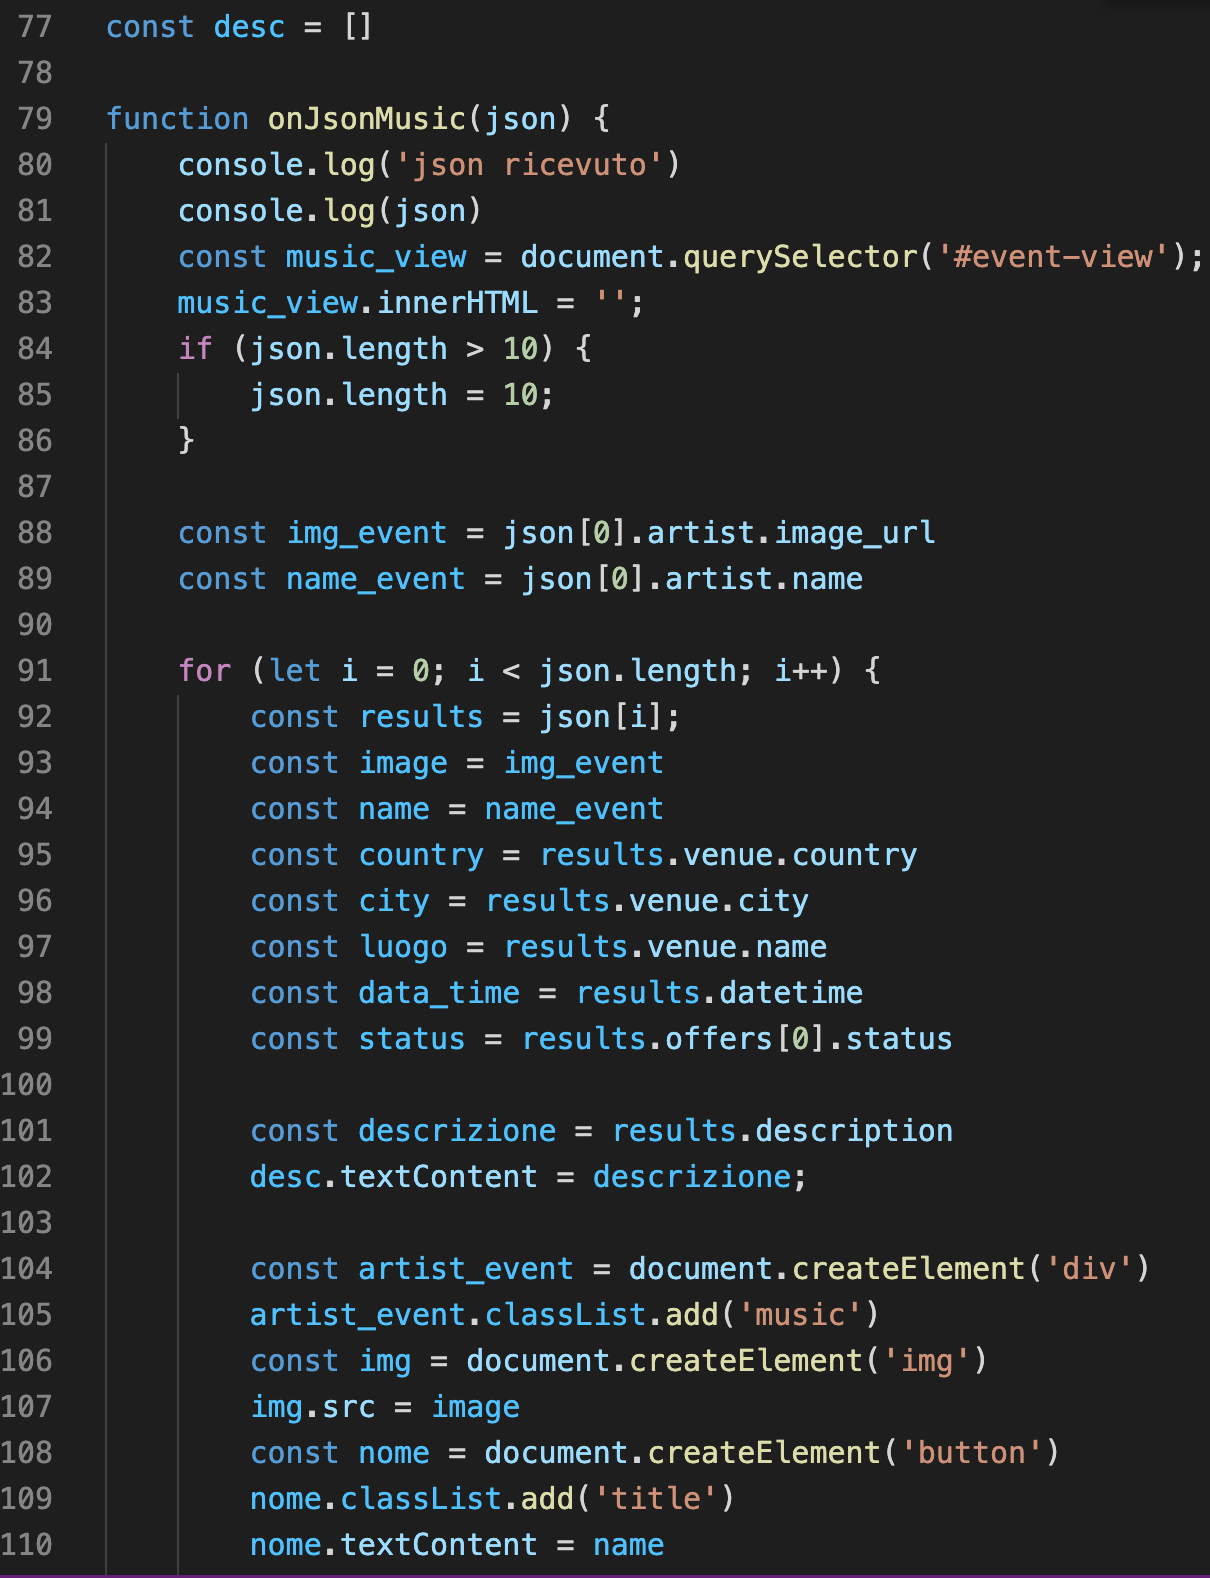 77 const desc = []
78
79 function onJsonMusic(json) {
80 console.log('json ricevuto')
81 console.log(json)
82 const music_view = document.querySelector('#event-view');
83 music_view.innerHTML = '';
84 if (json.length > 10) {
85 json.length = 10;
86 }
87
88 const img_event = json[0].artist.image_url
89 const name_event = json[0].artist.name
90
91 for (let i = 0; i < json.length; i++) {
92 const results = json[i];
93 const image = img_event
94 const name = name_event
95 const country = results.venue.country
96 const city = results.venue.city
97 const luogo = results.venue.name
98 const data_time = results.datetime
99 const status = results.offers[0].status
100
101 const descrizione = results.description
102 desc.textContent = descrizione;
103
104 const artist_event = document.createElement('div')
105 artist_event.classList.add('music')
106 const img = document.createElement('img')
107 img.src = image
108 const nome = document.createElement('button')
109 nome.classList.add('title')
110 nome.textContent = name